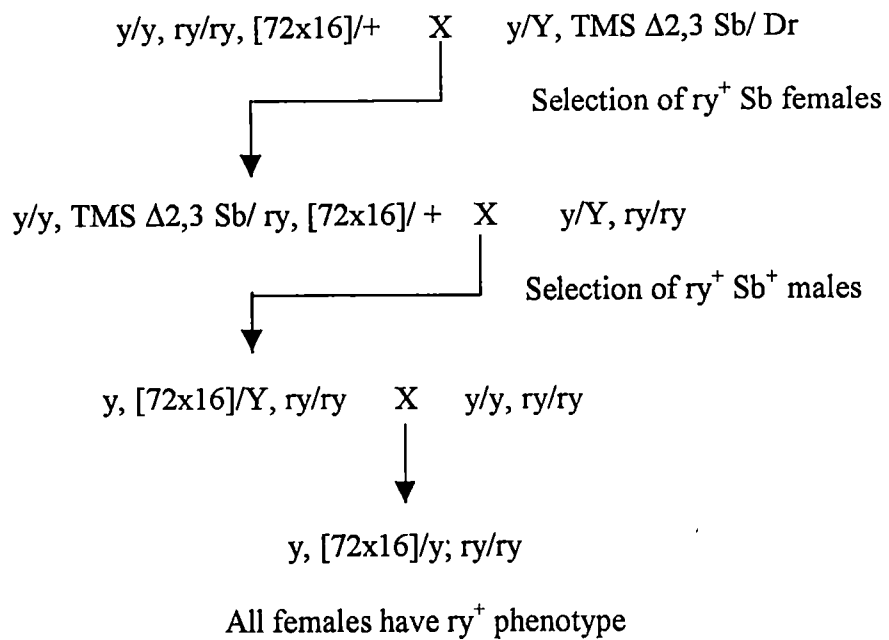 y/y, ry/ry, [72x16]/+ X y/Y, TMS Δ2,3 Sb/ Dr
Selection of ry⁺ Sb females
y/y, TMS Δ2,3 Sb/ ry, [72x16]/ + X y/Y, ry/ry
Selection of ry⁺ Sb⁺ males
y, [72x16]/Y, ry/ry X y/y, ry/ry
y, [72x16]/y; ry/ry
All females have ry⁺ phenotype